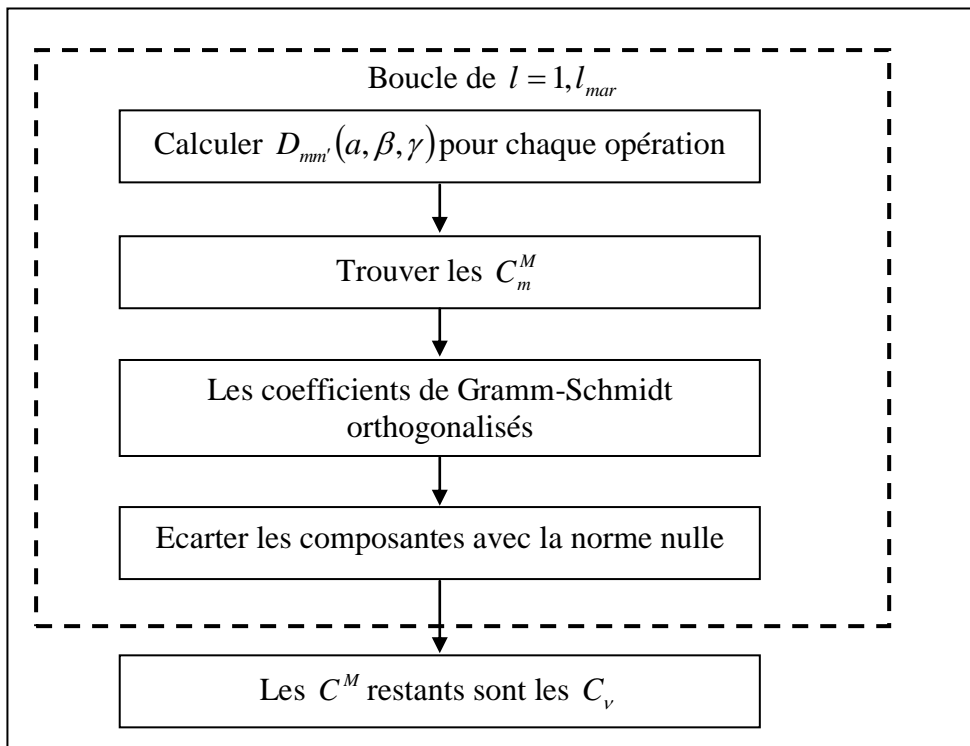 Boucle de l = 1, l_mar
Calculer D_mm'(a, β, γ) pour chaque opération
Trouver les C_m^M
Les coefficients de Gramm-Schmidt
orthogonalisés
Ecarter les composantes avec la norme nulle
Les C^M restants sont les C_ν